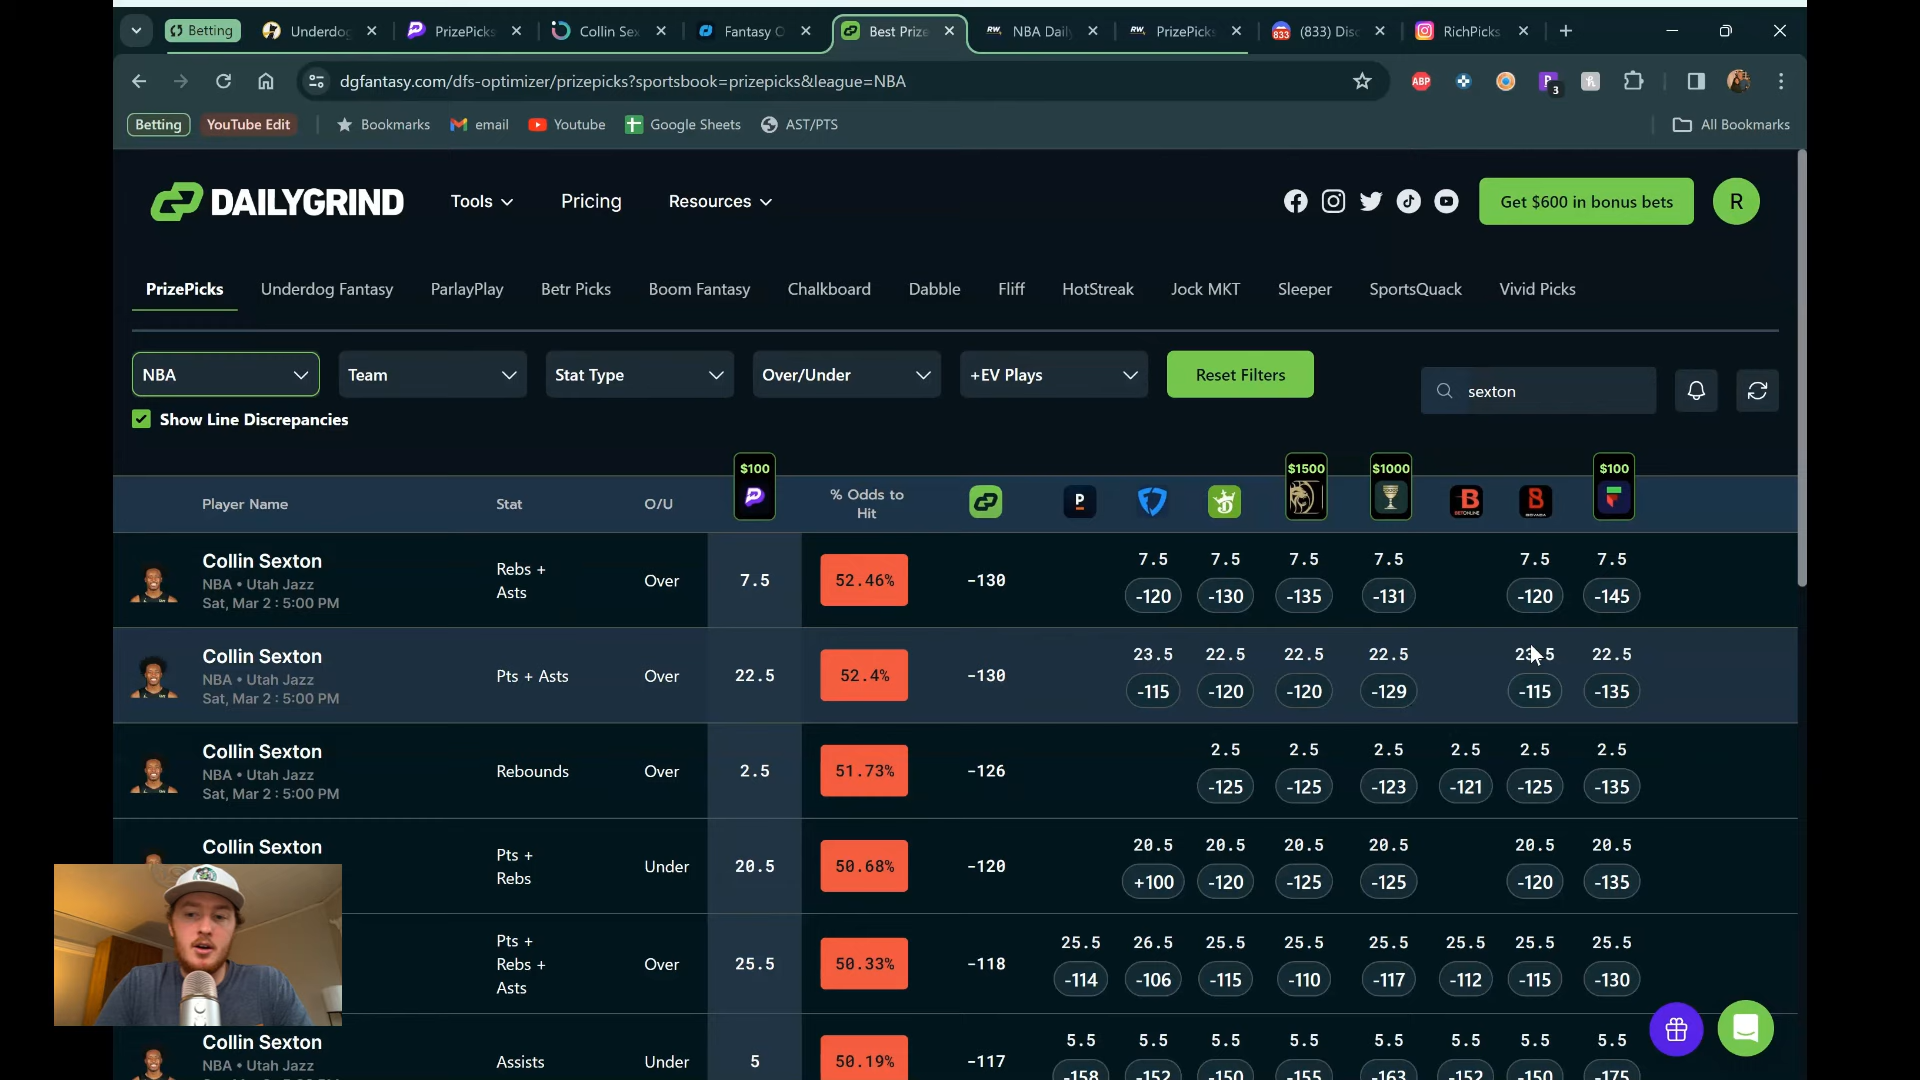 Betting
Underdog
PrizePicks
Collin Sex
Fantasy O
Best Prize
NBA Daily
PrizePicks
(833) Disc
RichPicks
dgfantasy.com/dfs-optimizer/prizepicks?sportsbook=prizepicks&league=NBA
ABP
3
Betting
YouTube Edit
Bookmarks
email
Youtube
Google Sheets
AST/PTS
All Bookmarks
DAILYGRIND
Tools
Pricing
Resources
Get $600 in bonus bets
R
PrizePicks
Underdog Fantasy
ParlayPlay
Betr Picks
Boom Fantasy
Chalkboard
Dabble
Fliff
HotStreak
Jock MKT
Sleeper
SportsQuack
Vivid Picks
NBA
Team
Stat Type
Over/Under
+EV Plays
Reset Filters
sexton
Show Line Discrepancies
$100
$1500
$1000
$100
Player Name
Stat
O/U
% Odds to
Hit
Collin Sexton
NBA • Utah Jazz
Sat, Mar 2 : 5:00 PM
Rebs +
Asts
Over
7.5
52.46%
-130
7.5 7.5 7.5 7.5 7.5 7.5
-120 -130 -135 -131 -120 -145
Collin Sexton
NBA • Utah Jazz
Sat, Mar 2 : 5:00 PM
Pts + Asts
Over
22.5
52.4%
-130
23.5 22.5 22.5 22.5 23.5 22.5
-115 -120 -120 -129 -115 -135
Collin Sexton
NBA • Utah Jazz
Sat, Mar 2 : 5:00 PM
Rebounds
Over
2.5
51.73%
-126
2.5 2.5 2.5 2.5 2.5 2.5
-125 -125 -123 -121 -125 -135
Collin Sexton
Pts +
Rebs
Under
20.5
50.68%
-120
20.5 20.5 20.5 20.5 20.5 20.5
+100 -120 -125 -125 -120 -135
Pts +
Rebs +
Asts
Over
25.5
50.33%
-118
25.5 26.5 25.5 25.5 25.5 25.5 25.5 25.5
-114 -106 -115 -110 -117 -112 -115 -130
Collin Sexton
NBA • Utah Jazz
Assists
Under
5
50.19%
-117
5.5 5.5 5.5 5.5 5.5 5.5 5.5 5.5
-158 -152 -150 -155 -163 -152 -150 -175